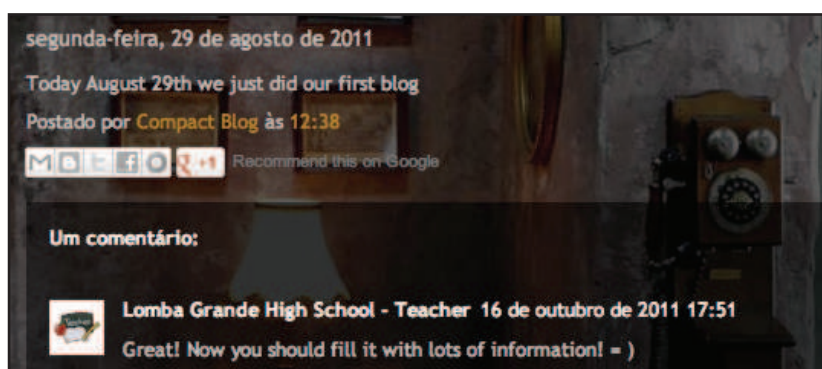 segunda-feira, 29 de agosto de 2011
Today August 29th we just did our first blog
Postado por Compact Blog às 12:38
+1 Recommend this on Google
Um comentário:
Lomba Grande High School - Teacher 16 de outubro de 2011 17:51
Great! Now you should fill it with lots of information! = )